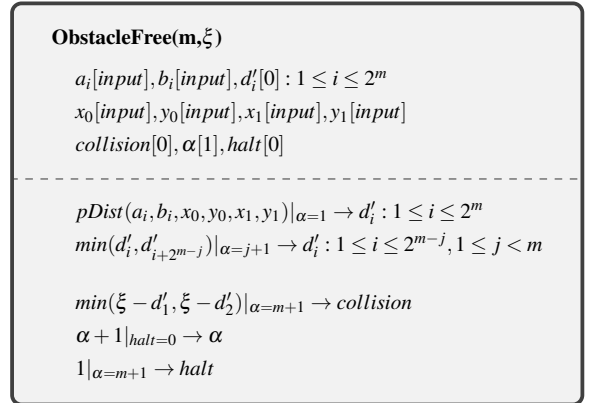 ObstacleFree(m,ξ)
a_i[input], b_i[input], d′_i[0] : 1 ≤ i ≤ 2^m
x_0[input], y_0[input], x_1[input], y_1[input]
collision[0], α[1], halt[0]
pDist(a_i, b_i, x_0, y_0, x_1, y_1)|_{α=1} → d′_i : 1 ≤ i ≤ 2^m
min(d′_i, d′_{i+2^{m−j}})|_{α=j+1} → d′_i : 1 ≤ i ≤ 2^{m−j}, 1 ≤ j < m
min(ξ − d′_1, ξ − d′_2)|_{α=m+1} → collision
α + 1|_{halt=0} → α
1|_{α=m+1} → halt